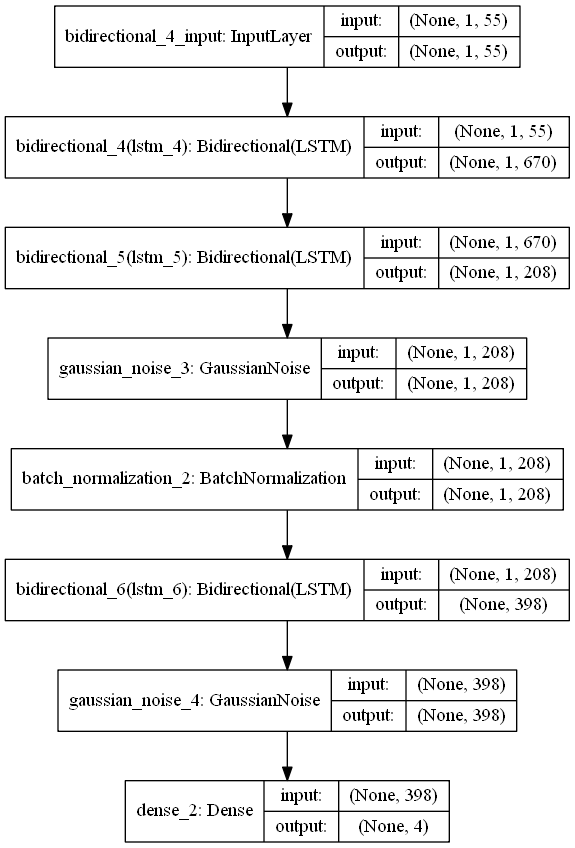 bidirectional_4_input: InputLayer
input: (None, 1, 55)
output: (None, 1, 55)
bidirectional_4(lstm_4): Bidirectional(LSTM)
input: (None, 1, 55)
output: (None, 1, 670)
bidirectional_5(lstm_5): Bidirectional(LSTM)
input: (None, 1, 670)
output: (None, 1, 208)
gaussian_noise_3: GaussianNoise
input: (None, 1, 208)
output: (None, 1, 208)
batch_normalization_2: BatchNormalization
input: (None, 1, 208)
output: (None, 1, 208)
bidirectional_6(lstm_6): Bidirectional(LSTM)
input: (None, 1, 208)
output: (None, 398)
gaussian_noise_4: GaussianNoise
input: (None, 398)
output: (None, 398)
dense_2: Dense
input: (None, 398)
output: (None, 4)